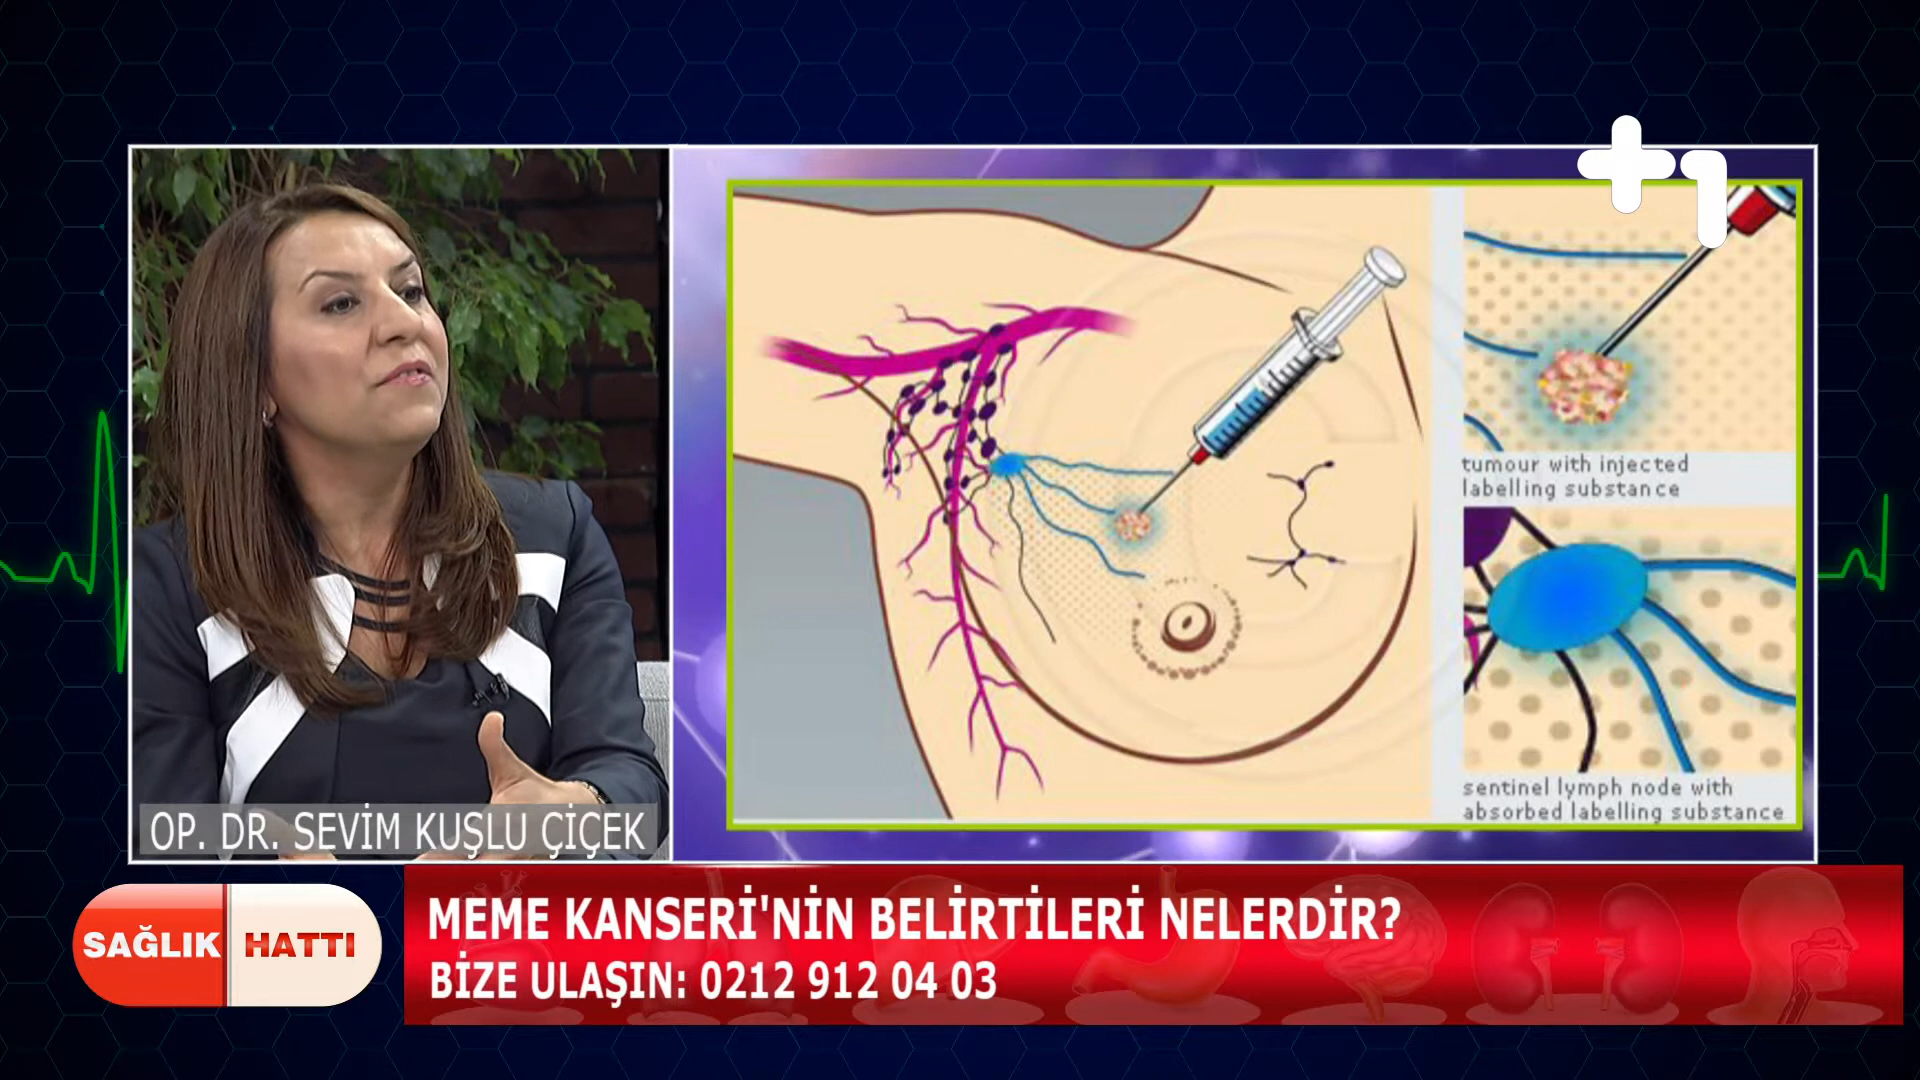 +1
tumour with injected
labelling substance
sentinel lymph node with
absorbed labelling substance
OP. DR. SEVİM KUŞLU ÇİÇEK
SAĞLIK HATTI
MEME KANSERİ'NİN BELİRTİLERİ NELERDİR?
BİZE ULAŞIN: 0212 912 04 03